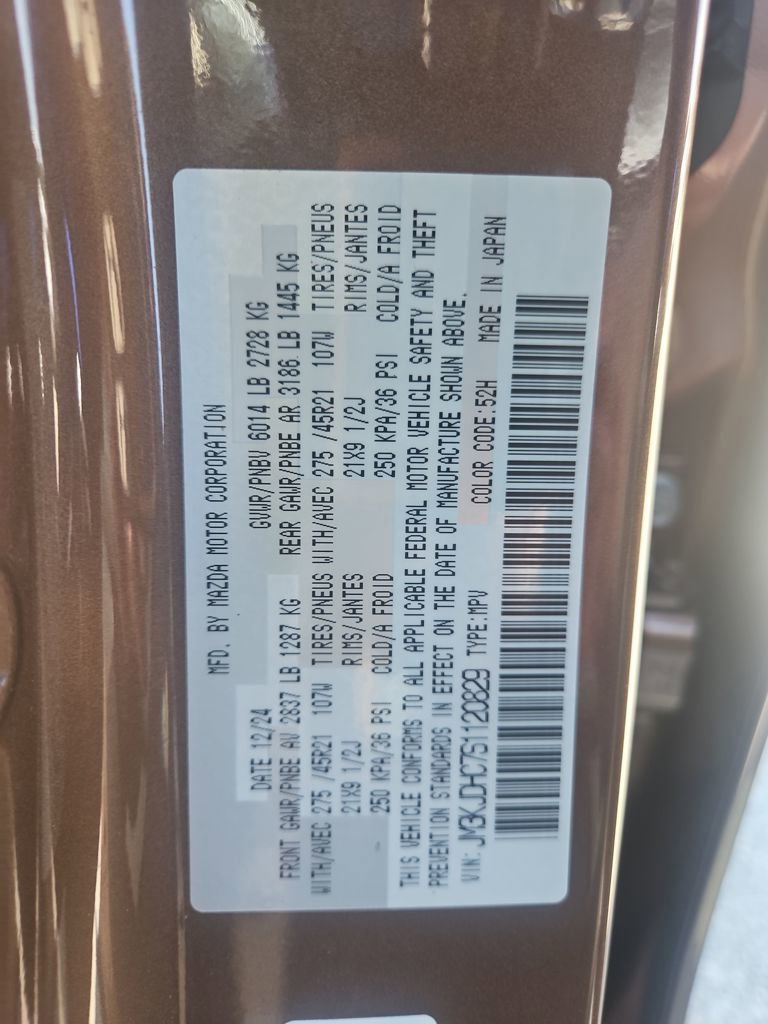 MFD. BY MAZDA MOTOR CORPORATION
DATE 12/24 GVWR/PNBV 6014 LB 2728 KG
FRONT GAWR/PNBE AV 2837 LB 1287 KG REAR GAWR/PNBE AR 3186 LB 1445 KG
WITH/AVEC 275 /45R21 107W TIRES/PNEUS WITH/AVEC 275 /45R21 107W TIRES/PNEUS
21X9 1/2J RIMS/JANTES 21X9 1/2J RIMS/JANTES
250 KPA/36 PSI COLD/A FROID 250 KPA/36 PSI COLD/A FROID
THIS VEHICLE CONFORMS TO ALL APPLICABLE FEDERAL MOTOR VEHICLE SAFETY AND THEFT
PREVENTION STANDARDS IN EFFECT ON THE DATE OF MANUFACTURE SHOWN ABOVE.
VIN: JM3KJDHC7S1120829 TYPE:MPV COLOR CODE:52H MADE IN JAPAN